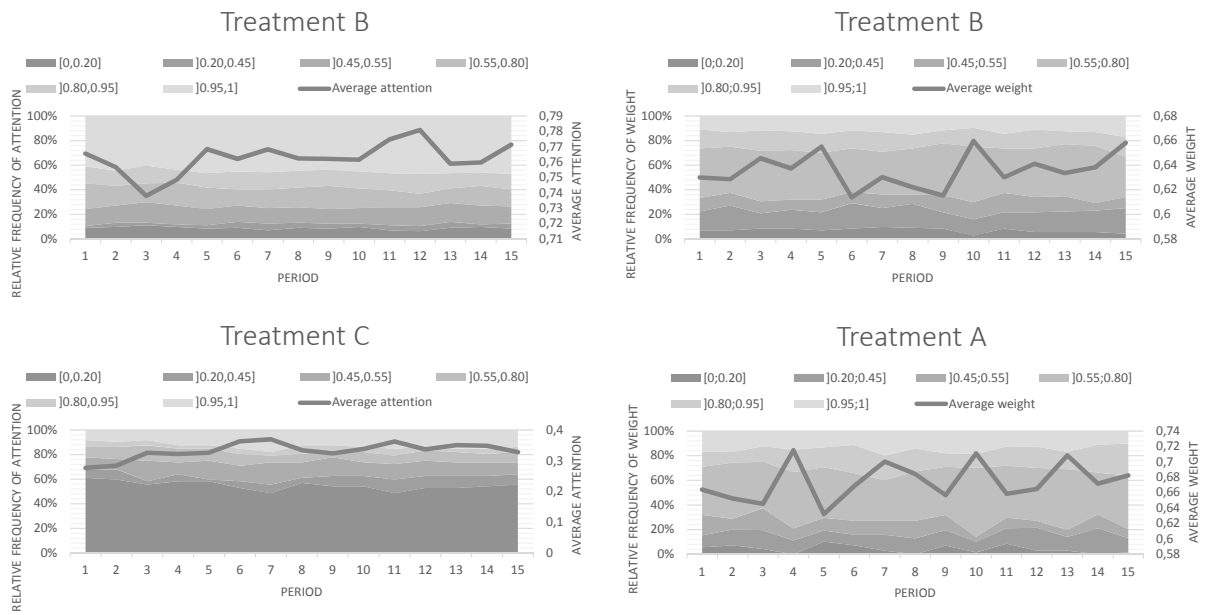 Treatment B
[0,0.20] ]0.20,0.45] ]0.45,0.55] ]0.55,0.80]
]0.80,0.95] ]0.95,1] Average attention
RELATIVE FREQUENCY OF ATTENTION
100%
80%
60%
40%
20%
0%
0,79
0,78
0,77
0,76
0,75
0,74
0,73
0,72
0,71
AVERAGE ATTENTION
1 2 3 4 5 6 7 8 9 10 11 12 13 14 15
PERIOD
Treatment B
[0;0.20] ]0.20;0.45] ]0.45;0.55] ]0.55;0.80]
]0.80;0.95] ]0.95;1] Average weight
RELATIVE FREQUENCY OF WEIGHT
100%
80%
60%
40%
20%
0%
0,68
0,66
0,64
0,62
0,6
0,58
AVERAGE WEIGHT
1 2 3 4 5 6 7 8 9 10 11 12 13 14 15
PERIOD
Treatment C
[0,0.20] ]0.20,0.45] ]0.45,0.55] ]0.55,0.80]
]0.80,0.95] ]0.95,1] Average attention
RELATIVE FREQUENCY OF ATTENTION
100%
80%
60%
40%
20%
0%
0,4
0,3
0,2
0,1
0
AVERAGE ATTENTION
1 2 3 4 5 6 7 8 9 10 11 12 13 14 15
PERIOD
Treatment A
[0;0.20] ]0.20;0.45] ]0.45;0.55] ]0.55;0.80]
]0.80;0.95] ]0.95;1] Average weight
RELATIVE FREQUENCY OF WEIGHT
100%
80%
60%
40%
20%
0%
0,74
0,72
0,7
0,68
0,66
0,64
0,62
0,6
0,58
AVERAGE WEIGHT
1 2 3 4 5 6 7 8 9 10 11 12 13 14 15
PERIOD